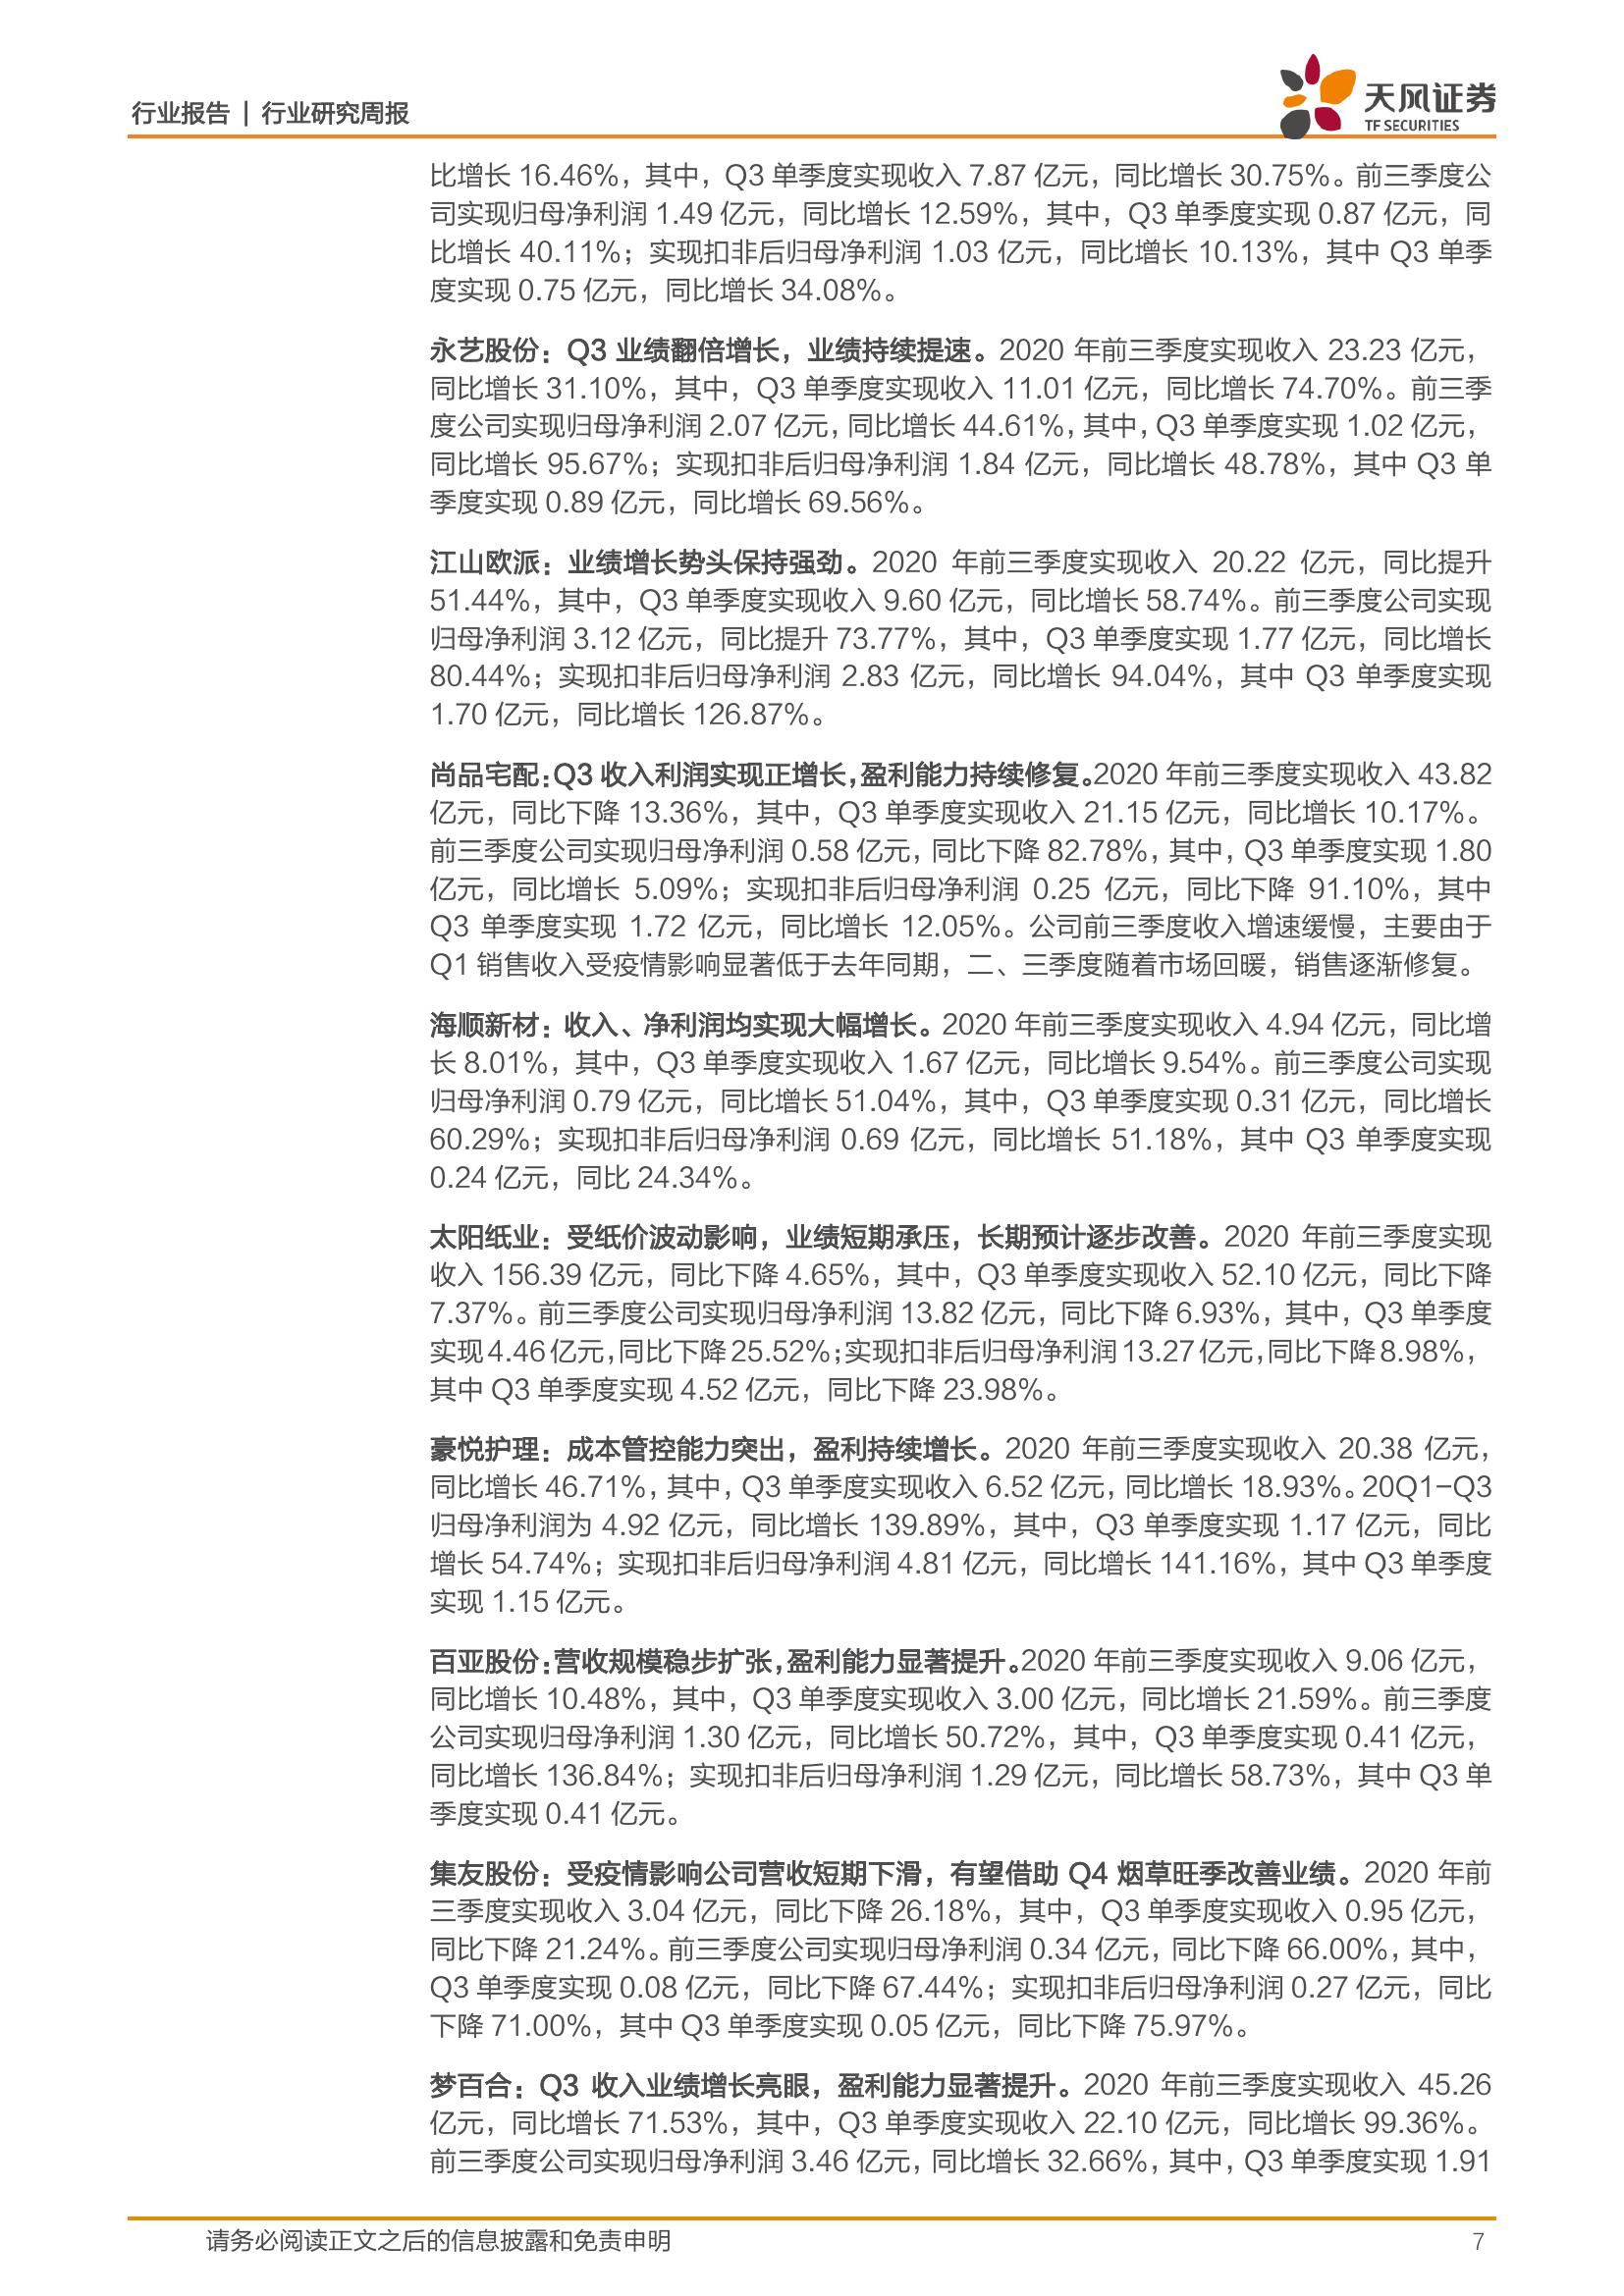 行业报告 | 行业研究周报
天风证券
TF SECURITIES
比增长 16.46%，其中，Q3 单季度实现收入 7.87 亿元，同比增长 30.75%。前三季度公
司实现归母净利润 1.49 亿元，同比增长 12.59%，其中，Q3 单季度实现 0.87 亿元，同
比增长 40.11%；实现扣非后归母净利润 1.03 亿元，同比增长 10.13%，其中 Q3 单季
度实现 0.75 亿元，同比增长 34.08%。
永艺股份：Q3 业绩翻倍增长，业绩持续提速。2020 年前三季度实现收入 23.23 亿元，
同比增长 31.10%，其中，Q3 单季度实现收入 11.01 亿元，同比增长 74.70%。前三季
度公司实现归母净利润 2.07 亿元，同比增长 44.61%，其中，Q3 单季度实现 1.02 亿元，
同比增长 95.67%；实现扣非后归母净利润 1.84 亿元，同比增长 48.78%，其中 Q3 单
季度实现 0.89 亿元，同比增长 69.56%。
江山欧派：业绩增长势头保持强劲。2020 年前三季度实现收入 20.22 亿元，同比提升
51.44%，其中，Q3 单季度实现收入 9.60 亿元，同比增长 58.74%。前三季度公司实现
归母净利润 3.12 亿元，同比提升 73.77%，其中，Q3 单季度实现 1.77 亿元，同比增长
80.44%；实现扣非后归母净利润 2.83 亿元，同比增长 94.04%，其中 Q3 单季度实现
1.70 亿元，同比增长 126.87%。
尚品宅配：Q3 收入利润实现正增长，盈利能力持续修复。2020 年前三季度实现收入 43.82
亿元，同比下降 13.36%，其中，Q3 单季度实现收入 21.15 亿元，同比增长 10.17%。
前三季度公司实现归母净利润 0.58 亿元，同比下降 82.78%，其中，Q3 单季度实现 1.80
亿元，同比增长 5.09%；实现扣非后归母净利润 0.25 亿元，同比下降 91.10%，其中
Q3 单季度实现 1.72 亿元，同比增长 12.05%。公司前三季度收入增速缓慢，主要由于
Q1 销售收入受疫情影响显著低于去年同期，二、三季度随着市场回暖，销售逐渐修复。
海顺新材：收入、净利润均实现大幅增长。2020 年前三季度实现收入 4.94 亿元，同比增
长 8.01%，其中，Q3 单季度实现收入 1.67 亿元，同比增长 9.54%。前三季度公司实现
归母净利润 0.79 亿元，同比增长 51.04%，其中，Q3 单季度实现 0.31 亿元，同比增长
60.29%；实现扣非后归母净利润 0.69 亿元，同比增长 51.18%，其中 Q3 单季度实现
0.24 亿元，同比 24.34%。
太阳纸业：受纸价波动影响，业绩短期承压，长期预计逐步改善。2020 年前三季度实现
收入 156.39 亿元，同比下降 4.65%，其中，Q3 单季度实现收入 52.10 亿元，同比下降
7.37%。前三季度公司实现归母净利润 13.82 亿元，同比下降 6.93%，其中，Q3 单季度
实现 4.46 亿元，同比下降 25.52%；实现扣非后归母净利润 13.27 亿元，同比下降 8.98%，
其中 Q3 单季度实现 4.52 亿元，同比下降 23.98%。
豪悦护理：成本管控能力突出，盈利持续增长。2020 年前三季度实现收入 20.38 亿元，
同比增长 46.71%，其中，Q3 单季度实现收入 6.52 亿元，同比增长 18.93%。20Q1-Q3
归母净利润为 4.92 亿元，同比增长 139.89%，其中，Q3 单季度实现 1.17 亿元，同比
增长 54.74%；实现扣非后归母净利润 4.81 亿元，同比增长 141.16%，其中 Q3 单季度
实现 1.15 亿元。
百亚股份：营收规模稳步扩张，盈利能力显著提升。2020 年前三季度实现收入 9.06 亿元，
同比增长 10.48%，其中，Q3 单季度实现收入 3.00 亿元，同比增长 21.59%。前三季度
公司实现归母净利润 1.30 亿元，同比增长 50.72%，其中，Q3 单季度实现 0.41 亿元，
同比增长 136.84%；实现扣非后归母净利润 1.29 亿元，同比增长 58.73%，其中 Q3 单
季度实现 0.41 亿元。
集友股份：受疫情影响公司营收短期下滑，有望借助 Q4 烟草旺季改善业绩。2020 年前
三季度实现收入 3.04 亿元，同比下降 26.18%，其中，Q3 单季度实现收入 0.95 亿元，
同比下降 21.24%。前三季度公司实现归母净利润 0.34 亿元，同比下降 66.00%，其中，
Q3 单季度实现 0.08 亿元，同比下降 67.44%；实现扣非后归母净利润 0.27 亿元，同比
下降 71.00%，其中 Q3 单季度实现 0.05 亿元，同比下降 75.97%。
梦百合：Q3 收入业绩增长亮眼，盈利能力显著提升。2020 年前三季度实现收入 45.26
亿元，同比增长 71.53%，其中，Q3 单季度实现收入 22.10 亿元，同比增长 99.36%。
前三季度公司实现归母净利润 3.46 亿元，同比增长 32.66%，其中，Q3 单季度实现 1.91
请务必阅读正文之后的信息披露和免责申明
7